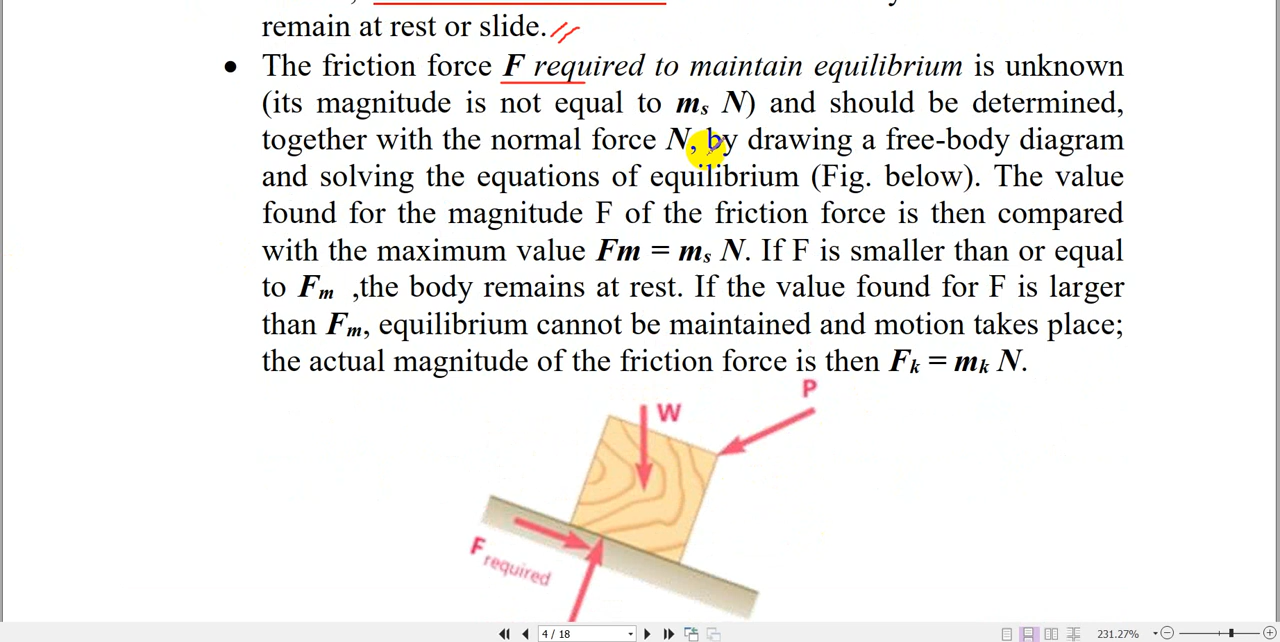 remain at rest or slide.
• The friction force F required to maintain equilibrium is unknown
(its magnitude is not equal to ms N) and should be determined,
together with the normal force N, by drawing a free-body diagram
and solving the equations of equilibrium (Fig. below). The value
found for the magnitude F of the friction force is then compared
with the maximum value Fm = ms N. If F is smaller than or equal
to Fm ,the body remains at rest. If the value found for F is larger
than Fm, equilibrium cannot be maintained and motion takes place;
the actual magnitude of the friction force is then Fk = mk N.
P
W
F required
4 / 18
231.27%